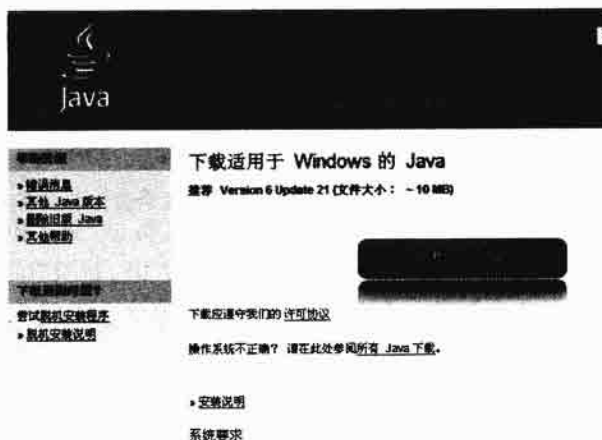 Java
下载适用于 Windows 的 Java
推荐 Version 6 Update 21 (文件大小： ~ 10 MB)
» 错误消息
» 其他 Java 版本
» 删除旧版 Java
» 其他帮助
尝试脱机安装程序
» 脱机安装说明
下载应遵守我们的 许可协议
操作系统不正确？ 请在此处参阅所有 Java 下载。
» 安装说明
系统要求